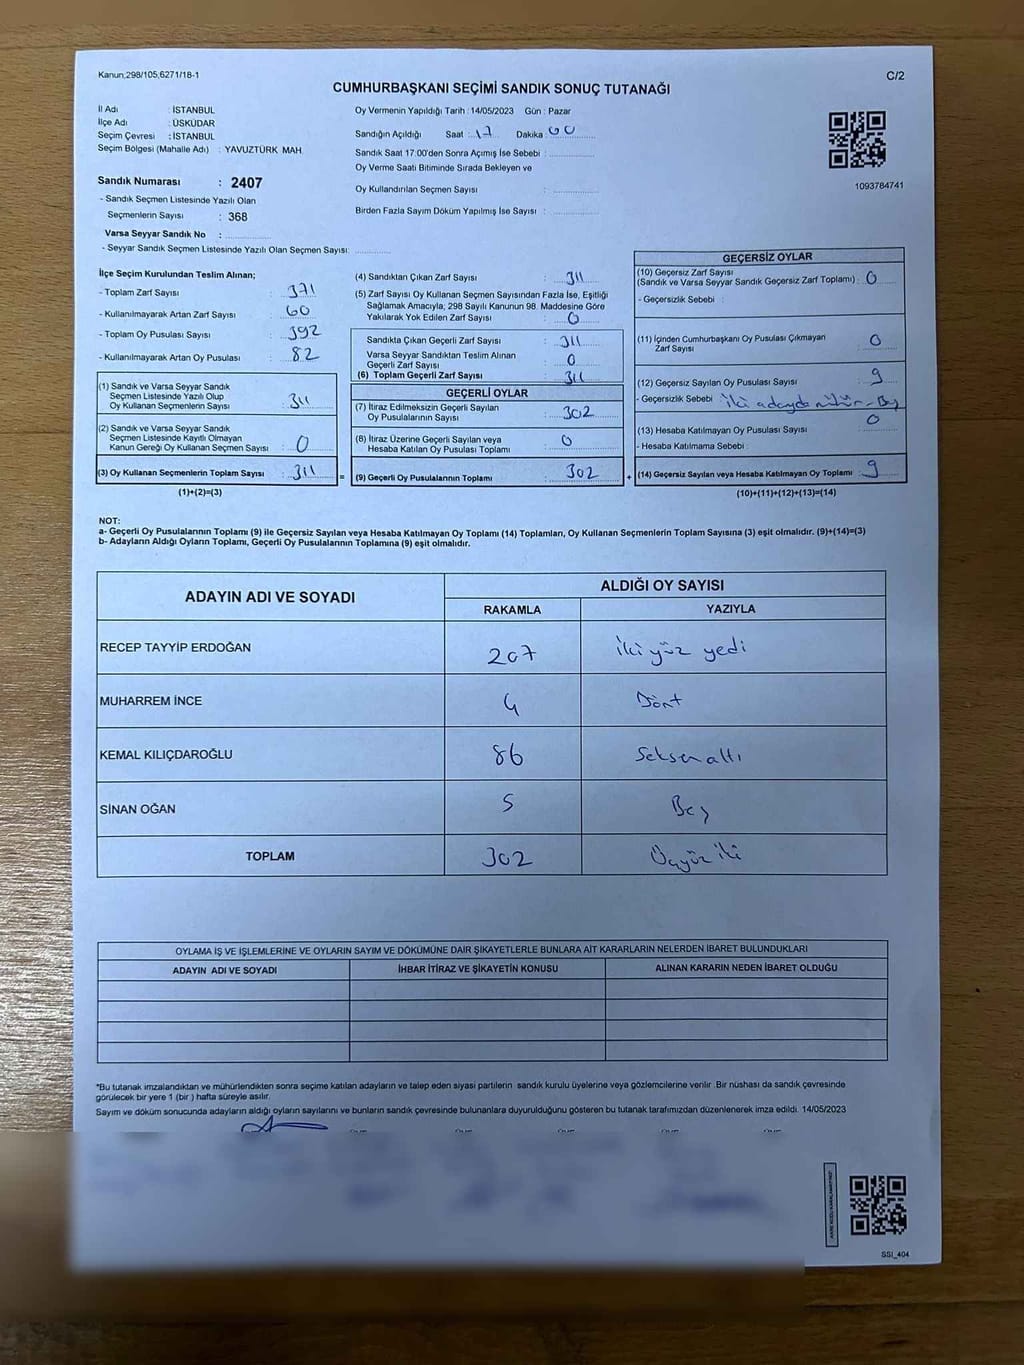 Kanun;298/105,6271/18-1
C/2
CUMHURBAŞKANI SEÇİMİ SANDIK SONUÇ TUTANAĞI
İl Adı : İSTANBUL
İlçe Adı : ÜSKÜDAR
Seçim Çevresi : İSTANBUL
Seçim Bölgesi (Mahalle Adı) : YAVUZTÜRK MAH.
Sandık Numarası : 2407
- Sandık Seçmen Listesinde Yazılı Olan
Seçmenlerin Sayısı : 368
Varsa Seyyar Sandık No :
- Seyyar Sandık Seçmen Listesinde Yazılı Olan Seçmen Sayısı:
Oy Vermenin Yapıldığı Tarih : 14/05/2023 Gün : Pazar
Sandığın Açıldığı Saat : 17 Dakika 00
Sandık Saat 17:00'den Sonra Açımış İse Sebebi :
Oy Verme Saati Bitiminde Sırada Bekleyen ve
Oy Kullandırılan Seçmen Sayısı :
Birden Fazla Sayım Döküm Yapılmış İse Sayısı :
1093784741
İlçe Seçim Kurulundan Teslim Alınan;
- Toplam Zarf Sayısı : 371
- Kullanılmayarak Artan Zarf Sayısı : 60
- Toplam Oy Pusulası Sayısı : 392
- Kullanılmayarak Artan Oy Pusulası : 82
(1) Sandık ve Varsa Seyyar Sandık
Seçmen Listesinde Yazılı Olup
Oy Kullanan Seçmenlerin Sayısı : 311
(2) Sandık ve Varsa Seyyar Sandık
Seçmen Listesinde Kayıtlı Olmayan
Kanun Gereği Oy Kullanan Seçmen Sayısı : 0
(3) Oy Kullanan Seçmenlerin Toplam Sayısı : 311
(1)+(2)=(3)
=
(4) Sandıktan Çıkan Zarf Sayısı : 311
(5) Zarf Sayısı Oy Kullanan Seçmen Sayısından Fazla İse, Eşitliği
Sağlamak Amacıyla; 298 Sayılı Kanunun 98. Maddesine Göre
Yakılarak Yok Edilen Zarf Sayısı : 0
Sandıkta Çıkan Geçerli Zarf Sayısı : 311
Varsa Seyyar Sandıktan Teslim Alınan
Geçerli Zarf Sayısı : 0
(6) Toplam Geçerli Zarf Sayısı : 311
GEÇERLİ OYLAR
(7) İtiraz Edilmeksizin Geçerli Sayılan
Oy Pusulalarının Sayısı : 302
(8) İtiraz Üzerine Geçerli Sayılan veya
Hesaba Katılan Oy Pusulası Toplamı : 0
(9) Geçerli Oy Pusulalarının Toplamı : 302
+
GEÇERSİZ OYLAR
(10) Geçersiz Zarf Sayısı
(Sandık ve Varsa Seyyar Sandık Geçersiz Zarf Toplamı) : 0
- Geçersizlik Sebebi :
(11) İçinden Cumhurbaşkanı Oy Pusulası Çıkmayan
Zarf Sayısı : 0
(12) Geçersiz Sayılan Oy Pusulası Sayısı : 9
- Geçersizlik Sebebi : İki adayda mühür - Boş
(13) Hesaba Katılmayan Oy Pusulası Sayısı : 0
- Hesaba Katılmama Sebebi :
(14) Geçersiz Sayılan veya Hesaba Katılmayan Oy Toplamı : 9
(10)+(11)+(12)+(13)=(14)
NOT:
a- Geçerli Oy Pusulalarının Toplamı (9) ile Geçersiz Sayılan veya Hesaba Katılmayan Oy Toplamı (14) Toplamları, Oy Kullanan Seçmenlerin Toplam Sayısına (3) eşit olmalıdır. (9)+(14)=(3)
b- Adayların Aldığı Oyların Toplamı, Geçerli Oy Pusulalarının Toplamına (9) eşit olmalıdır.
ADAYIN ADI VE SOYADI
ALDIĞI OY SAYISI
RAKAMLA YAZIYLA
RECEP TAYYİP ERDOĞAN 207 İkiyüz yedi
MUHARREM İNCE 4 Dört
KEMAL KILIÇDAROĞLU 86 Seksenaltı
SİNAN OĞAN 5 Beş
TOPLAM 302 Üçyüz iki
OYLAMA İŞ VE İŞLEMLERİNE VE OYLARIN SAYIM VE DÖKÜMÜNE DAİR ŞİKAYETLERLE BUNLARA AİT KARARLARIN NELERDEN İBARET BULUNDUKLARI
ADAYIN ADI VE SOYADI İHBAR İTİRAZ VE ŞİKAYETİN KONUSU ALINAN KARARIN NEDEN İBARET OLDUĞU
*Bu tutanak imzalandıktan ve mühürlendikten sonra seçime katılan adayların ve talep eden siyasi partilerin sandık kurulu üyelerine veya gözlemcilerine verilir. Bir nüshası da sandık çevresinde
görülecek bir yere 1 (bir ) hafta süreyle asılır.
Sayım ve döküm sonucunda adayların aldığı oyların sayılarını ve bunların sandık çevresinde bulunanlara duyurulduğunu gösteren bu tutanak tarafımızdan düzenlenerek imza edildi. 14/05/2023
SSI_404